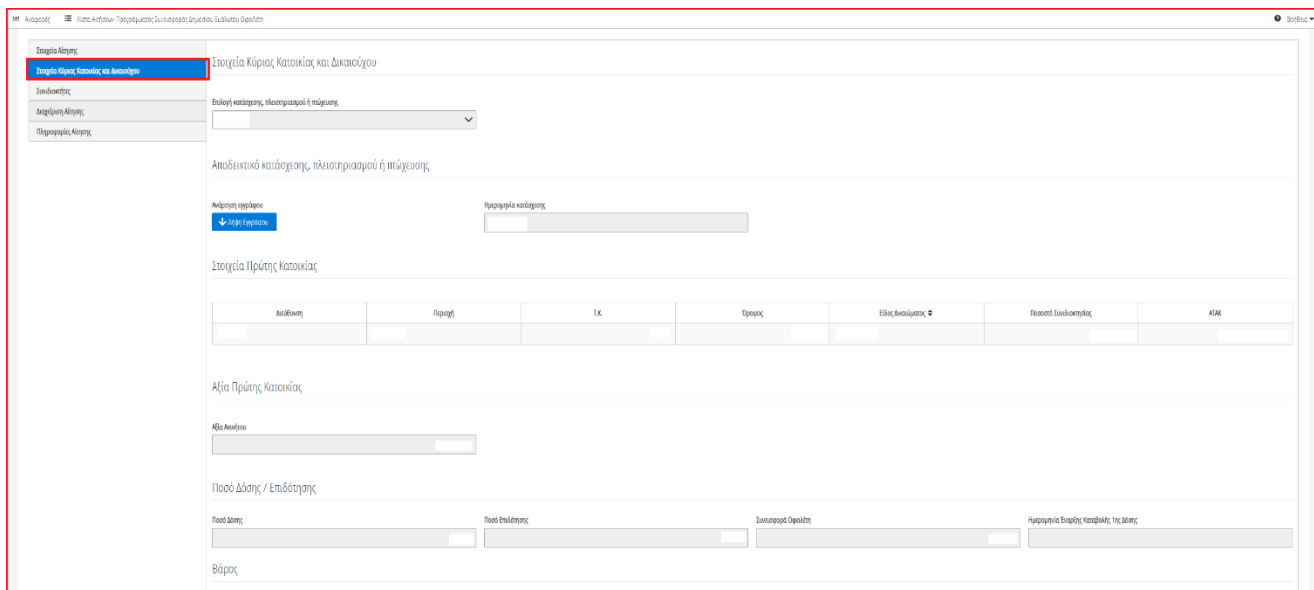 Αναφορές Λίστα Αιτήσεων Προγράμματος Συνεισφοράς Δημοσίου Ευάλωτου Οφειλέτη Βοήθεια
Στοιχεία Αίτησης
Στοιχεία Κύριας Κατοικίας και Δικαιούχου
Συνιδιοκτήτες
Διαχείριση Αίτησης
Πληροφορίες Αίτησης
Στοιχεία Κύριας Κατοικίας και Δικαιούχου
Επιλογή κατάσχεσης, πλειστηριασμού ή πτώχευσης
Αποδεικτικό κατάσχεσης, πλειστηριασμού ή πτώχευσης
Ανάρτηση εγγράφου Ημερομηνία κατάσχεσης
Λήψη Εγγράφου
Στοιχεία Πρώτης Κατοικίας
Διεύθυνση Περιοχή Τ.Κ. Όροφος Είδος Δικαιώματος Ποσοστό Συνιδιοκτησίας ΑΤΑΚ
Αξία Πρώτης Κατοικίας
Αξία Ακινήτου
Ποσό Δόσης / Επιδότησης
Ποσό Δόσης Ποσό Επιδότησης Συνεισφορά Οφειλέτη Ημερομηνία Έναρξης Καταβολής 1ης Δόσης
Βάρος